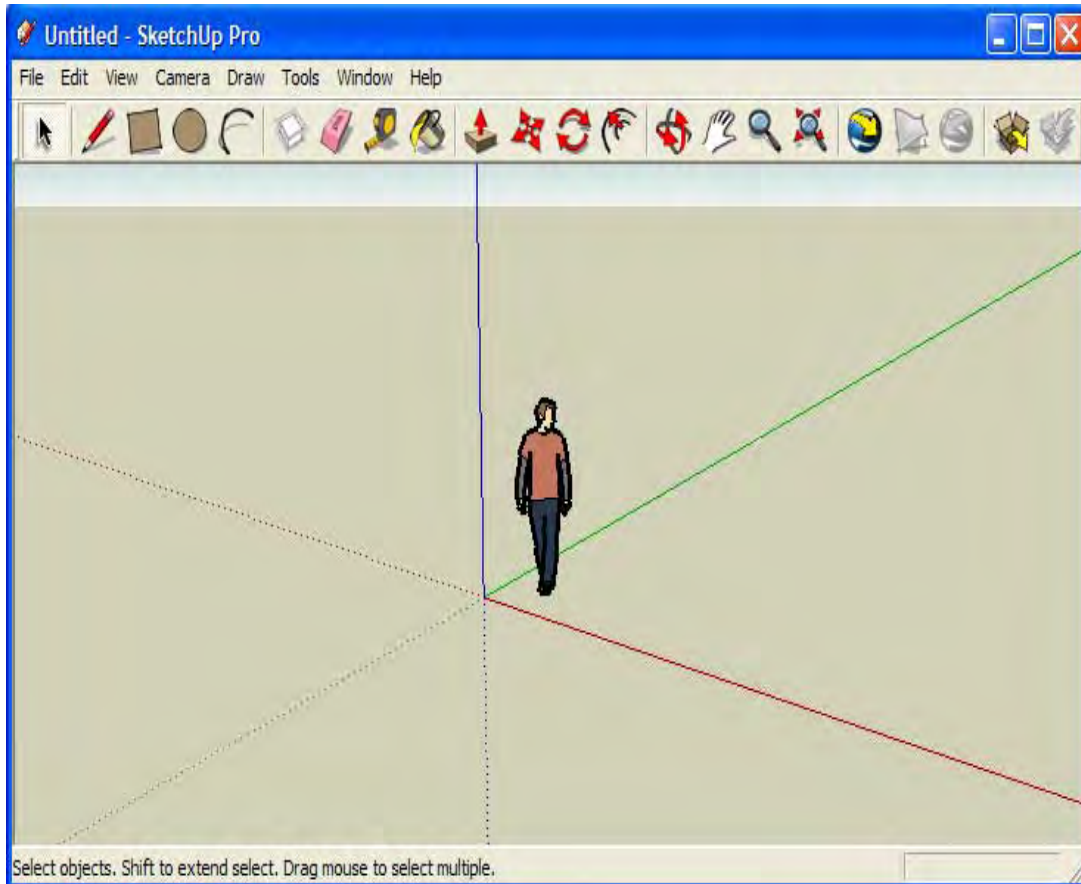 Untitled - SketchUp Pro
File Edit View Camera Draw Tools Window Help
Select objects. Shift to extend select. Drag mouse to select multiple.